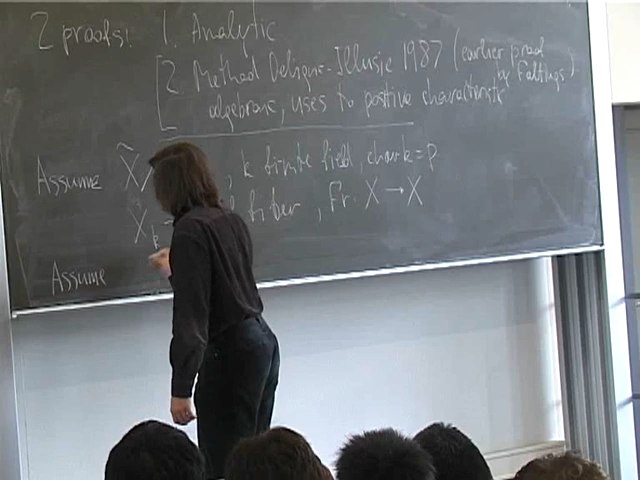 2 proofs! 1. Analytic
[2. Method Deligne-Illusie 1987 (earlier proof
by Faltings)
algebraic, uses to positive characteristic
Assume X̃/ , k finite field, char k = p
X_k fiber, Fr: X → X
Assume